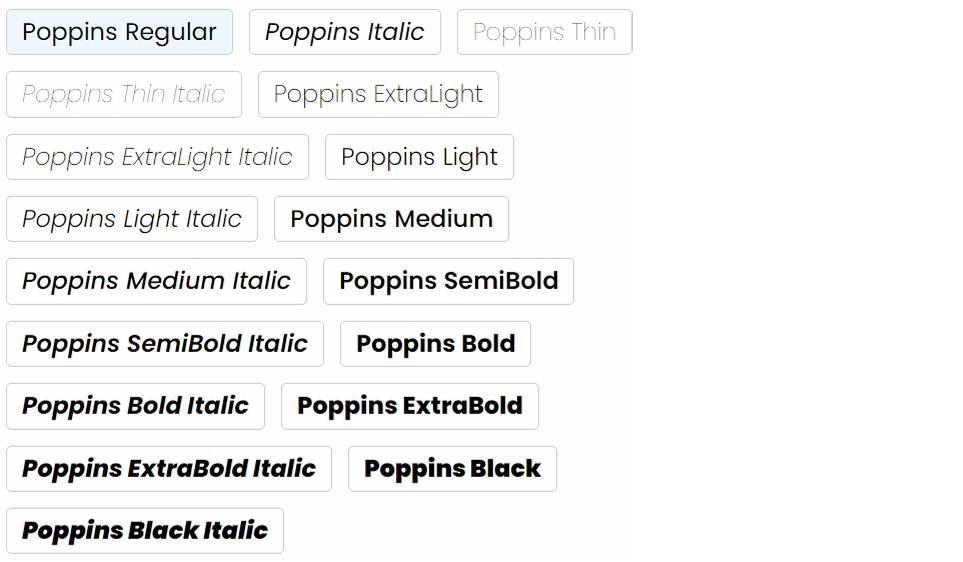 Poppins Regular Poppins Italic Poppins Thin
Poppins Thin Italic Poppins ExtraLight
Poppins ExtraLight Italic Poppins Light
Poppins Light Italic Poppins Medium
Poppins Medium Italic Poppins SemiBold
Poppins SemiBold Italic Poppins Bold
Poppins Bold Italic Poppins ExtraBold
Poppins ExtraBold Italic Poppins Black
Poppins Black Italic